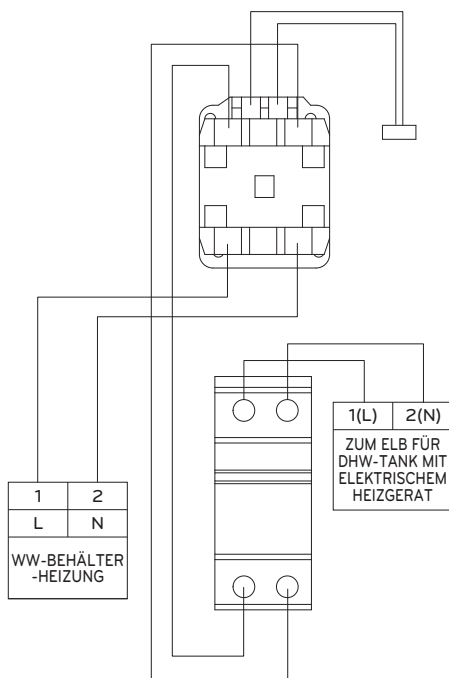 1(L) 2(N)
ZUM ELB FÜR
DHW-TANK MIT
ELEKTRISCHEM
HEIZGERAT
1 2
L N
WW-BEHÄLTER
-HEIZUNG